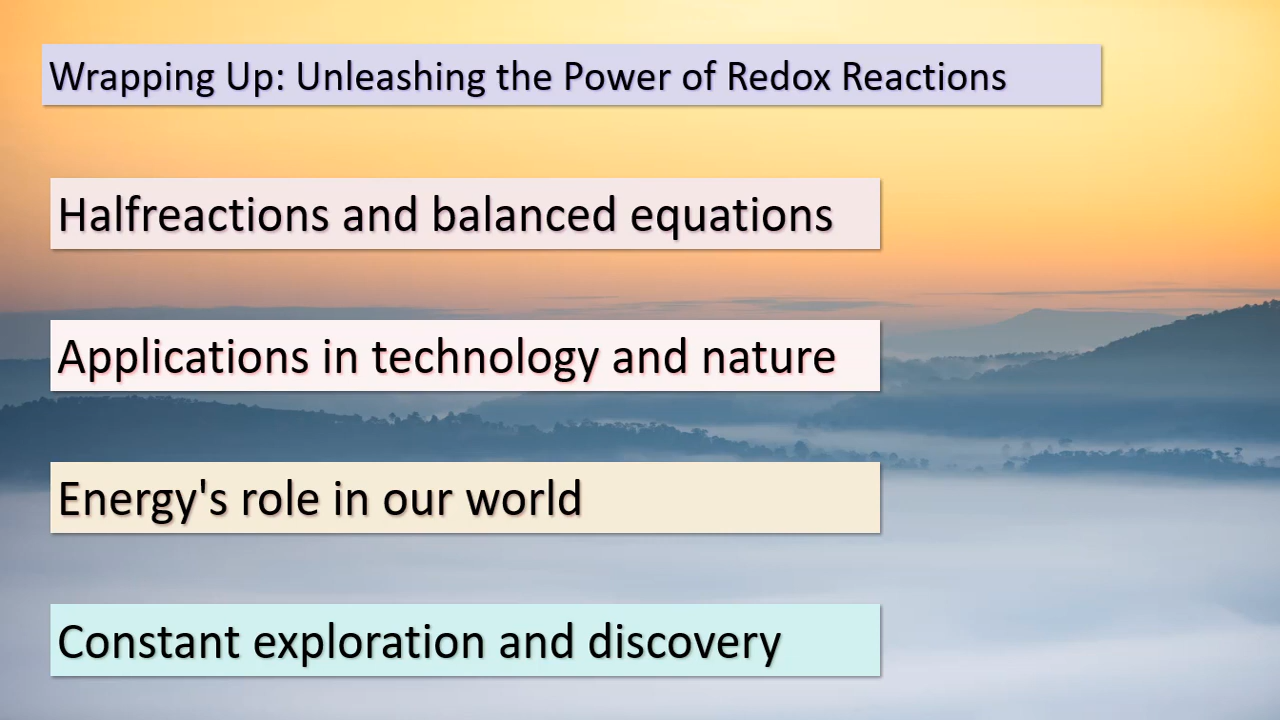 Wrapping Up: Unleashing the Power of Redox Reactions
Halfreactions and balanced equations
Applications in technology and nature
Energy's role in our world
Constant exploration and discovery